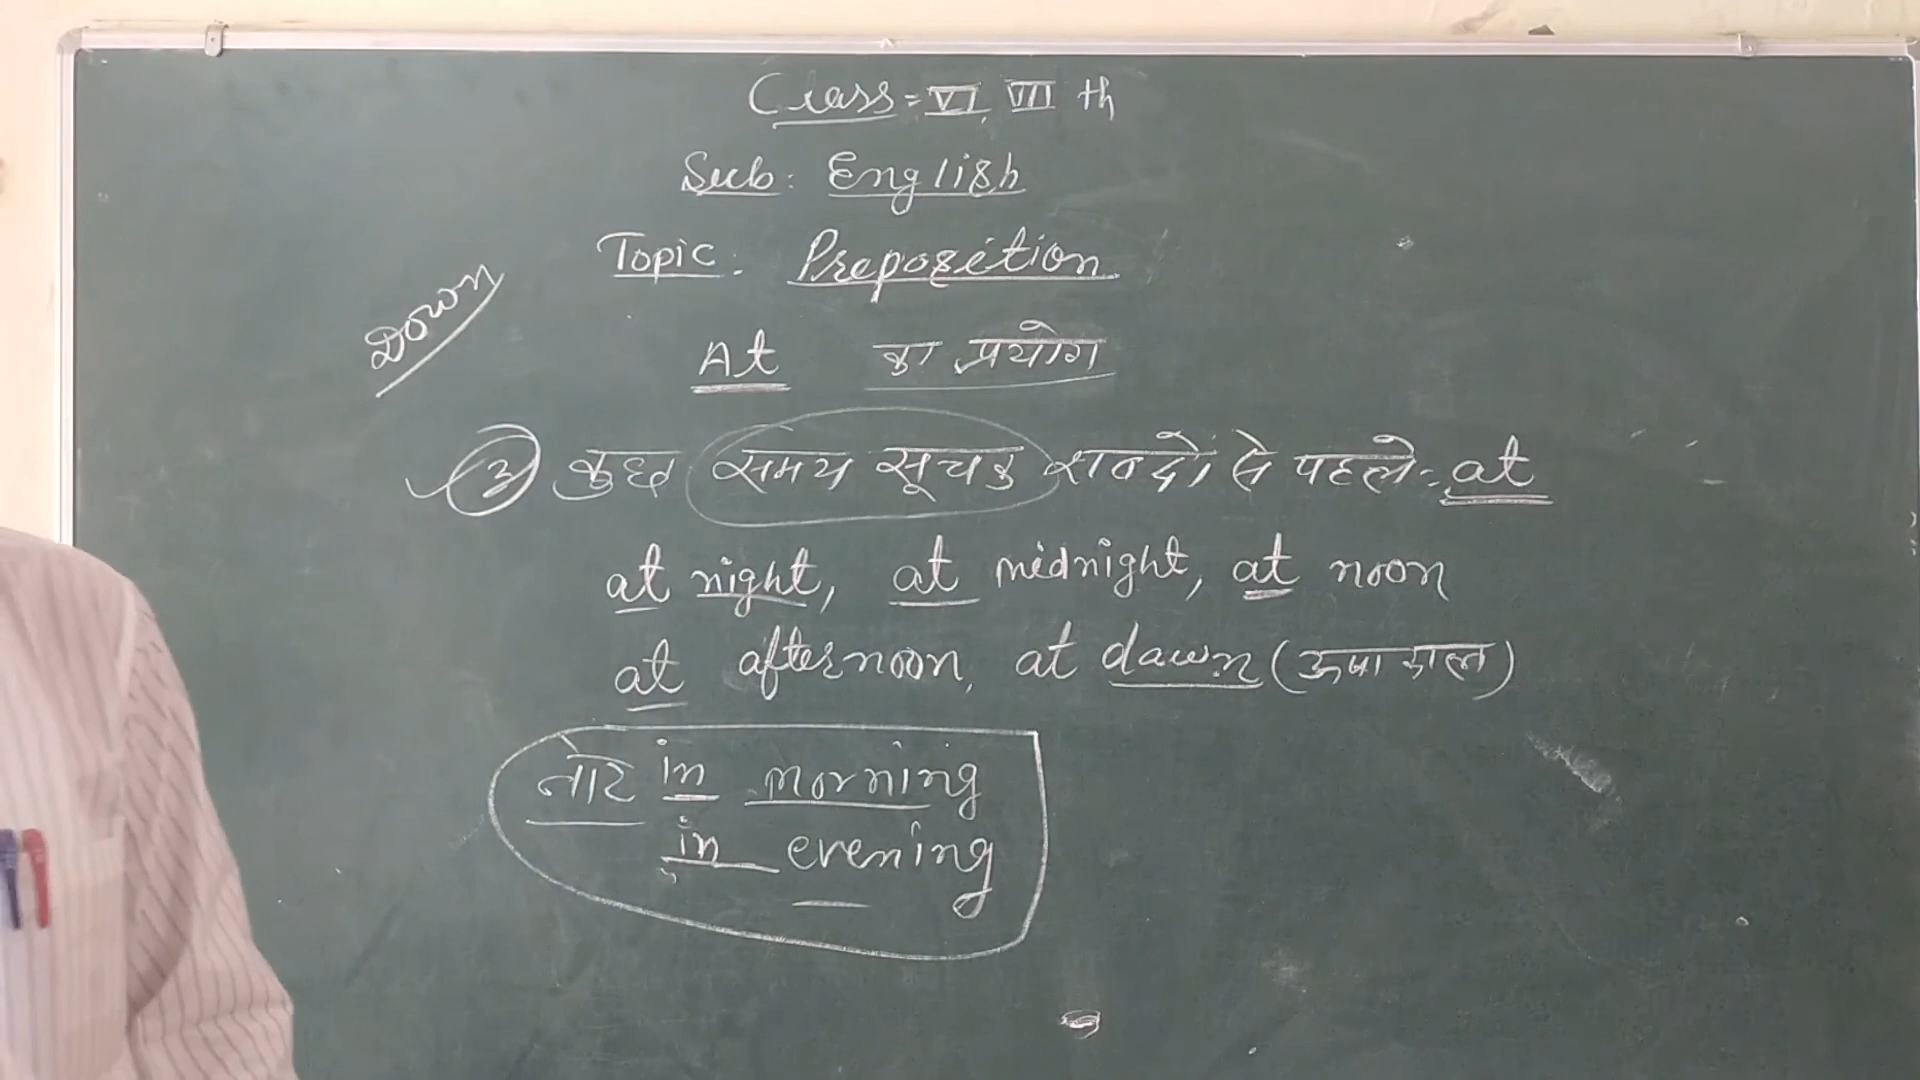 Class = VI, VII th
Sub: English
Topic: Preposition
Down
At का प्रयोग
③ कुछ समय सूचक शब्दों से पहले - at
at night, at midnight, at noon
at afternoon, at dawn (ऊषा काल)
नोट in morning
in evening